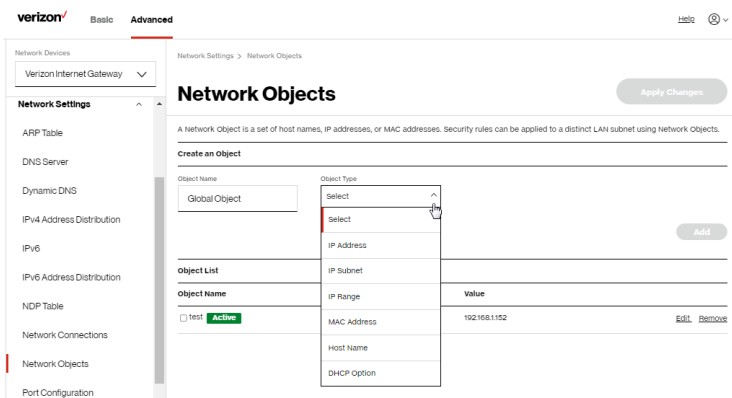 verizon✓ Basic Advanced Help
Network Devices
Verizon Internet Gateway
Network Settings
ARP Table
DNS Server
Dynamic DNS
IPv4 Address Distribution
IPv6
IPv6 Address Distribution
NDP Table
Network Connections
Network Objects
Port Configuration
Network Settings > Network Objects
Network Objects
Apply Changes
A Network Object is a set of host names, IP addresses, or MAC addresses. Security rules can be applied to a distinct LAN subnet using Network Objects.
Create an Object
Object Name Object Type
Global Object Select
Select
IP Address
IP Subnet
IP Range
MAC Address
Host Name
DHCP Option
Add
Object List
Object Name Value
test Active 192.168.1.152 Edit Remove